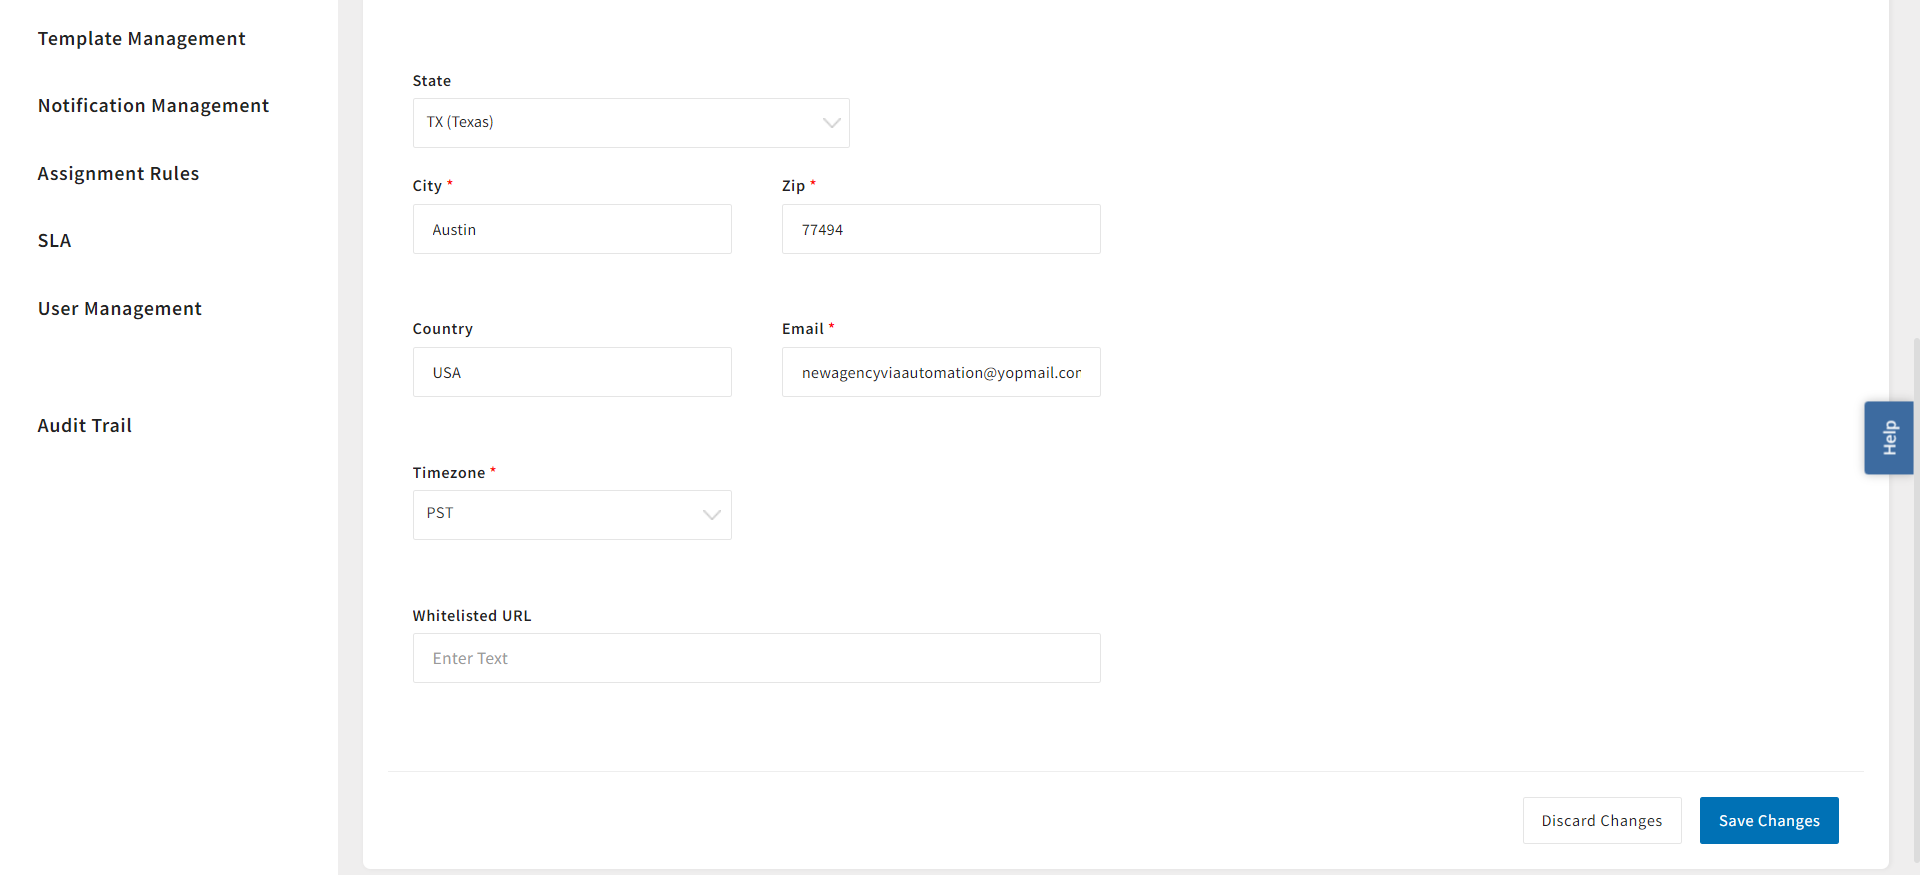 Template Management
Notification Management
Assignment Rules
SLA
User Management
Audit Trail
State
TX (Texas)
City *
Zip *
Austin
77494
Country
Email *
USA
newagencyviaautomation@yopmail.com
Timezone *
PST
Whitelisted URL
Enter Text
Discard Changes
Save Changes
Help